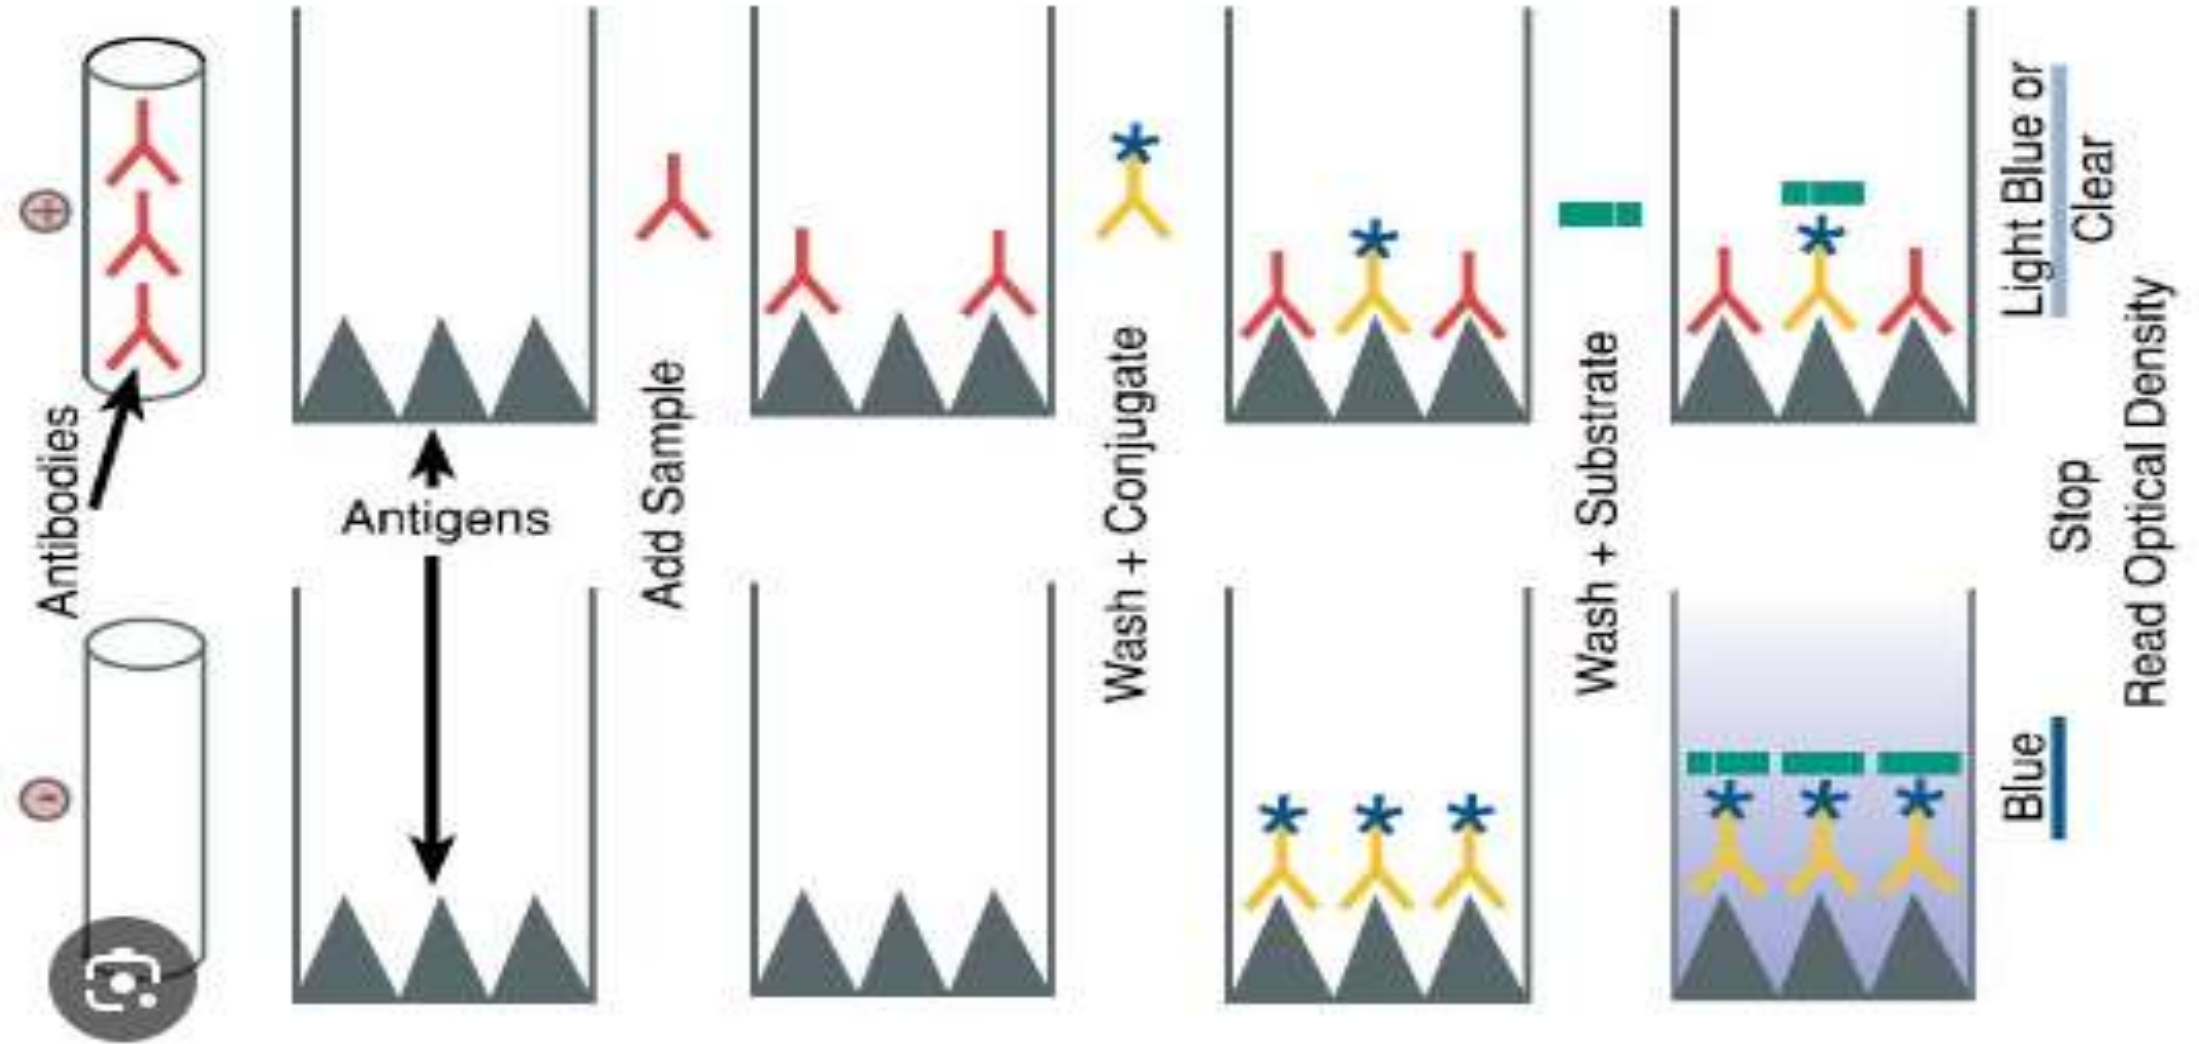 +
Antibodies
Antigens
Add Sample
Wash + Conjugate
Wash + Substrate
Light Blue or
Clear
Stop
Read Optical Density
-
Blue